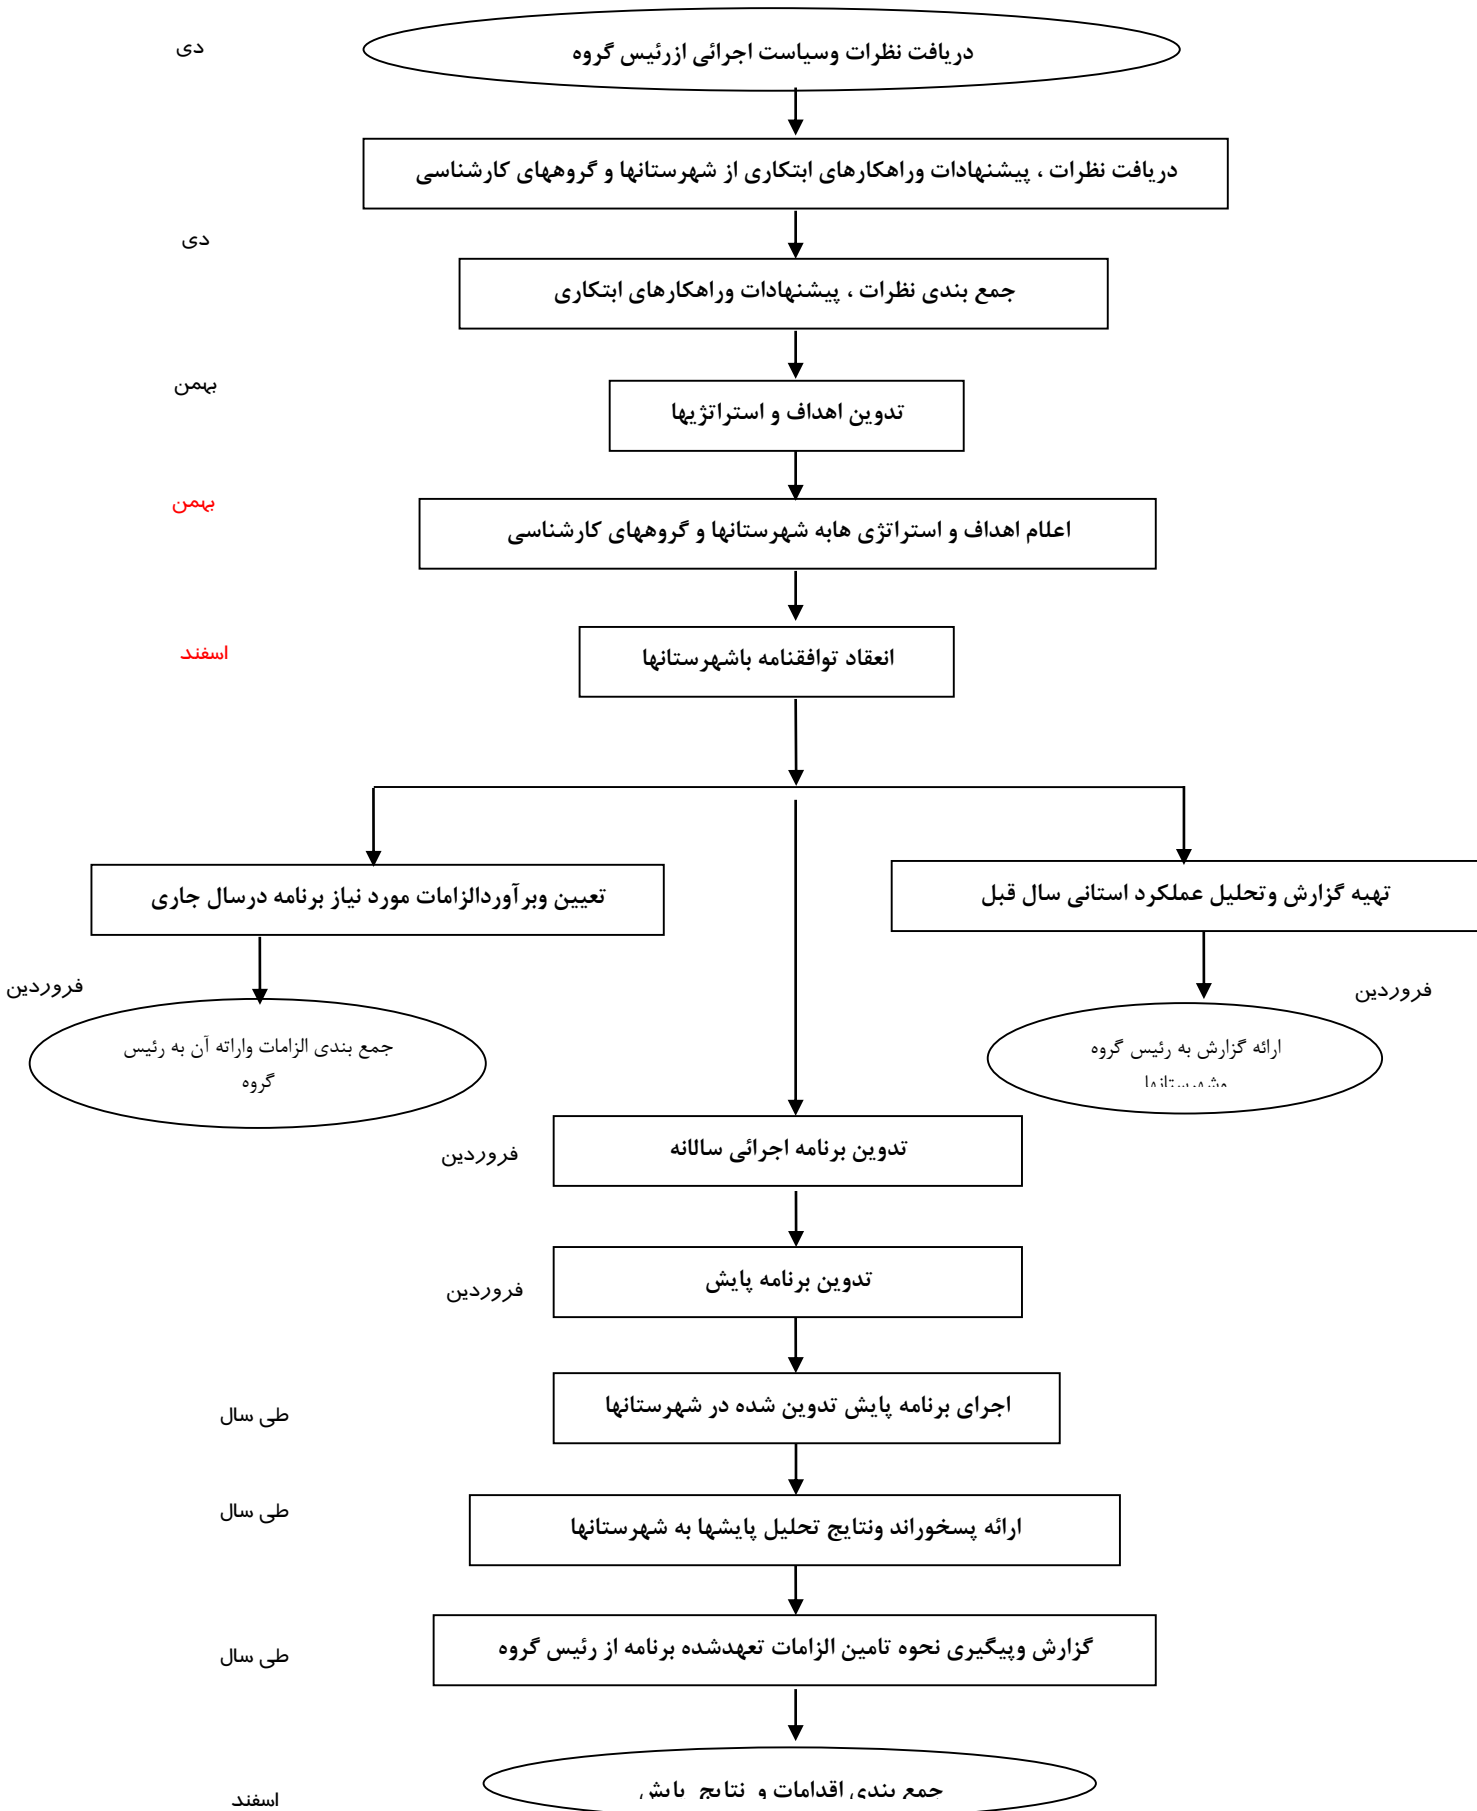 دی
دریافت نظرات وسیاست اجرائی ازرئیس گروه
دریافت نظرات ، پیشنهادات وراهکارهای ابتکاری از شهرستانها و گروههای کارشناسی
دی
جمع بندی نظرات ، پیشنهادات وراهکارهای ابتکاری
بهمن
تدوین اهداف و استراتژیها
بهمن
اعلام اهداف و استراتژی هابه شهرستانها و گروههای کارشناسی
اسفند
انعقاد توافقنامه باشهرستانها
تهیه گزارش وتحلیل عملکرد استانی سال قبل
تعیین وبرآوردالزامات مورد نیاز برنامه درسال جاری
فروردین
فروردین
ارائه گزارش به رئیس گروه
وشهرستانها
جمع بندی الزامات واراته آن به رئیس
گروه
تدوین برنامه اجرائی سالانه
فروردین
تدوین برنامه پایش
فروردین
اجرای برنامه پایش تدوین شده در شهرستانها
طی سال
ارائه پسخوراند ونتایج تحلیل پایشها به شهرستانها
طی سال
گزارش وپیگیری نحوه تامین الزامات تعهدشده برنامه از رئیس گروه
طی سال
جمع بندی اقدامات و نتایج پایش
اسفند